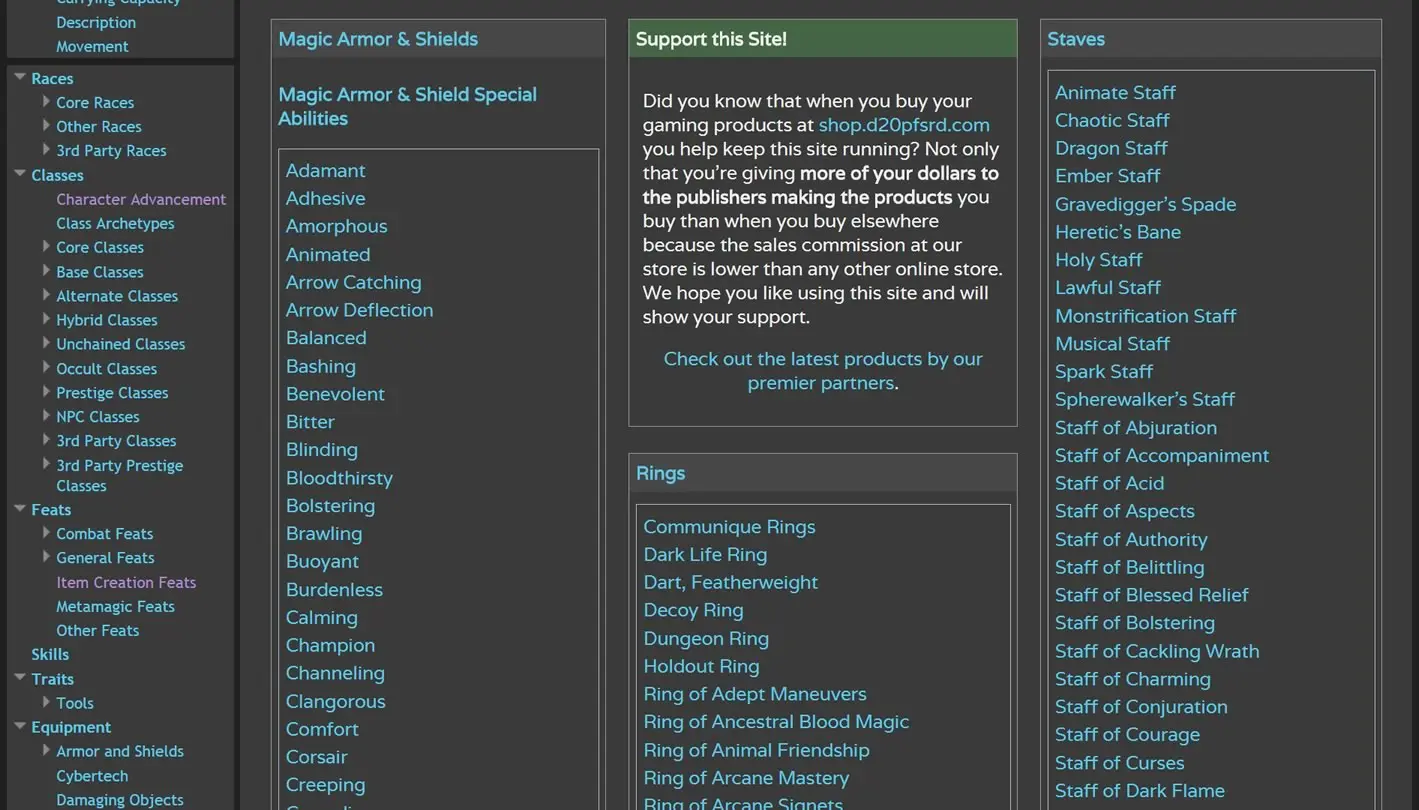 Carrying Capacity
Description
Movement
Races
Core Races
Other Races
3rd Party Races
Classes
Character Advancement
Class Archetypes
Core Classes
Base Classes
Alternate Classes
Hybrid Classes
Unchained Classes
Occult Classes
Prestige Classes
NPC Classes
3rd Party Classes
3rd Party Prestige
Classes
Feats
Combat Feats
General Feats
Item Creation Feats
Metamagic Feats
Other Feats
Skills
Traits
Tools
Equipment
Armor and Shields
Cybertech
Damaging Objects
Magic Armor & Shields
Magic Armor & Shield Special
Abilities
Adamant
Adhesive
Amorphous
Animated
Arrow Catching
Arrow Deflection
Balanced
Bashing
Benevolent
Bitter
Blinding
Bloodthirsty
Bolstering
Brawling
Buoyant
Burdenless
Calming
Champion
Channeling
Clangorous
Comfort
Corsair
Creeping
Support this Site!
Did you know that when you buy your
gaming products at shop.d20pfsrd.com
you help keep this site running? Not only
that you’re giving more of your dollars to
the publishers making the products you
buy than when you buy elsewhere
because the sales commission at our
store is lower than any other online store.
We hope you like using this site and will
show your support.
Check out the latest products by our
premier partners.
Rings
Communique Rings
Dark Life Ring
Dart, Featherweight
Decoy Ring
Dungeon Ring
Holdout Ring
Ring of Adept Maneuvers
Ring of Ancestral Blood Magic
Ring of Animal Friendship
Ring of Arcane Mastery
Ring of Arcane Signets
Staves
Animate Staff
Chaotic Staff
Dragon Staff
Ember Staff
Gravedigger’s Spade
Heretic’s Bane
Holy Staff
Lawful Staff
Monstrification Staff
Musical Staff
Spark Staff
Spherewalker’s Staff
Staff of Abjuration
Staff of Accompaniment
Staff of Acid
Staff of Aspects
Staff of Authority
Staff of Belittling
Staff of Blessed Relief
Staff of Bolstering
Staff of Cackling Wrath
Staff of Charming
Staff of Conjuration
Staff of Courage
Staff of Curses
Staff of Dark Flame